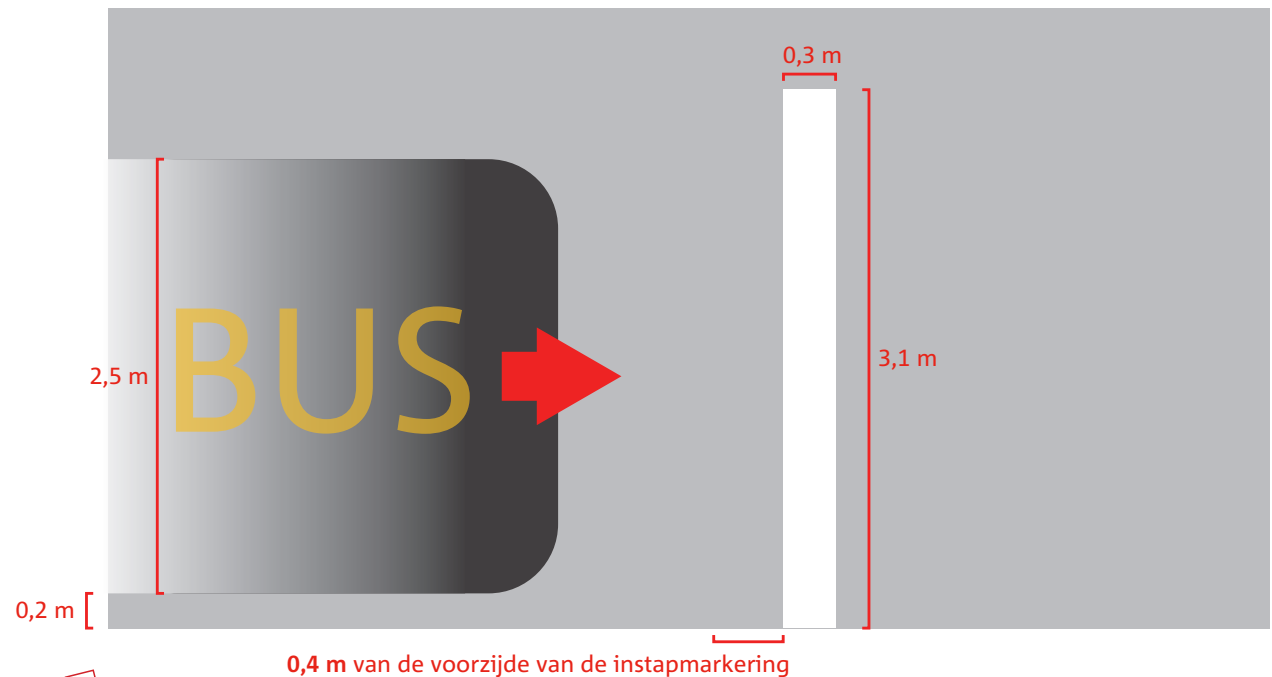 0,3 m
BUS
2,5 m
3,1 m
0,2 m
0,4 m van de voorzijde van de instapmarkering